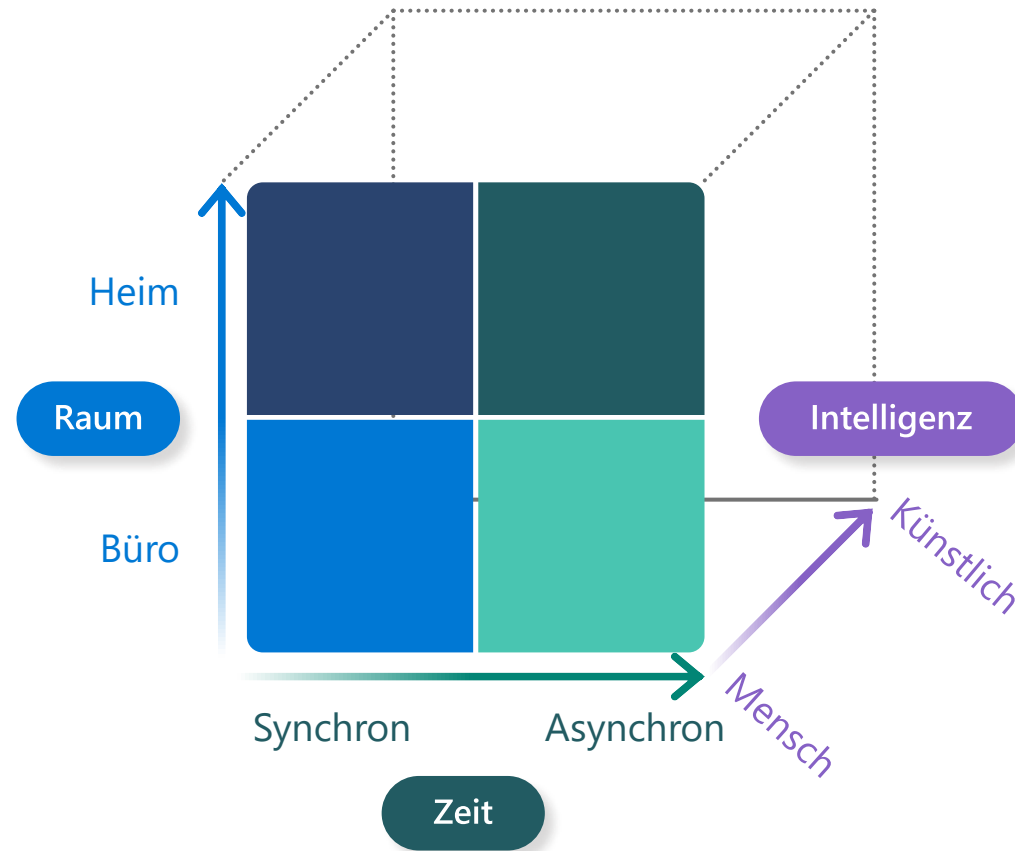 Heim
Raum
Intelligenz
Büro
Künstlich
Mensch
Synchron
Asynchron
Zeit